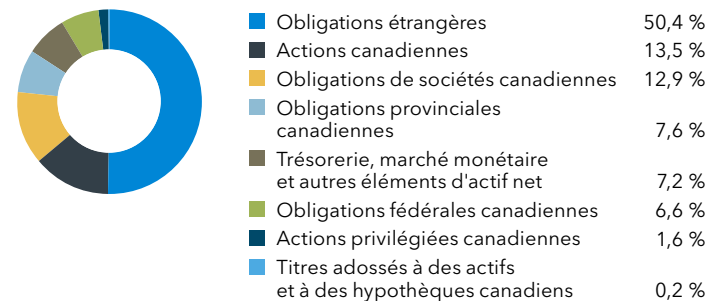 Obligations étrangères 50,4 %
Actions canadiennes 13,5 %
Obligations de sociétés canadiennes 12,9 %
Obligations provinciales
canadiennes 7,6 %
Trésorerie, marché monétaire
et autres éléments d'actif net 7,2 %
Obligations fédérales canadiennes 6,6 %
Actions privilégiées canadiennes 1,6 %
Titres adossés à des actifs
et à des hypothèques canadiens 0,2 %